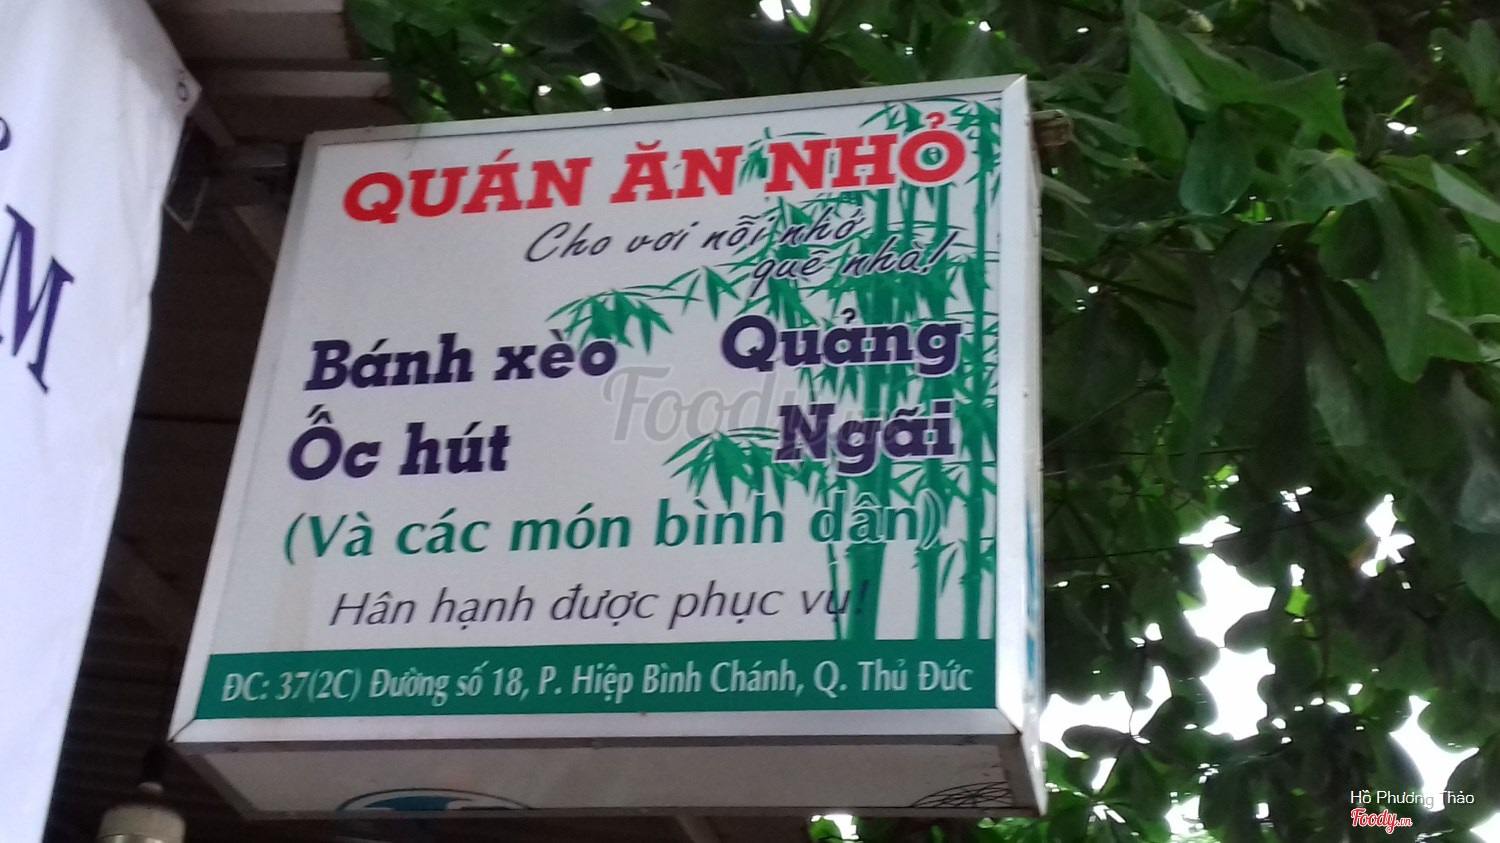 QUÁN ĂN NHỎ
Cho vơi nỗi nhớ
quê nhà!
Bánh xèo Quảng
Ốc hút Ngãi
(Và các món bình dân)
Hân hạnh được phục vụ!
ĐC: 37(2C) Đường số 18, P. Hiệp Bình Chánh, Q. Thủ Đức
M
Foody.vn
Hồ Phương Thảo
Foody.vn